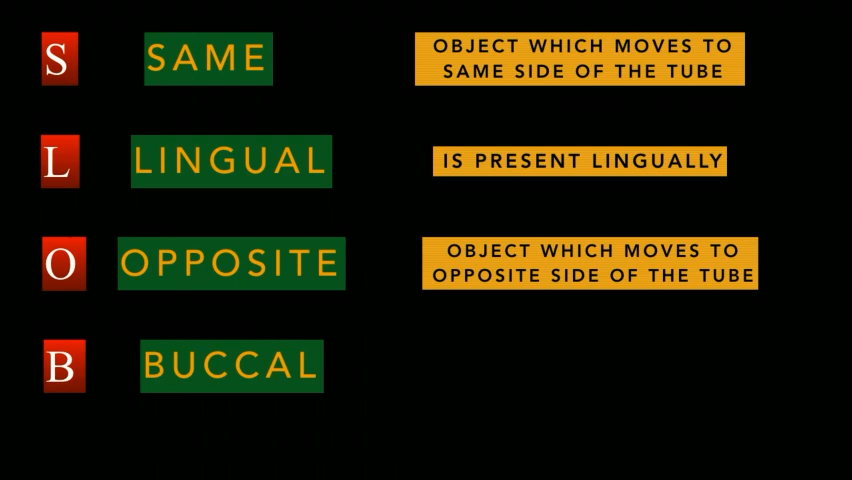 S SAME OBJECT WHICH MOVES TO
SAME SIDE OF THE TUBE
L LINGUAL IS PRESENT LINGUALLY
O OPPOSITE OBJECT WHICH MOVES TO
OPPOSITE SIDE OF THE TUBE
B BUCCAL